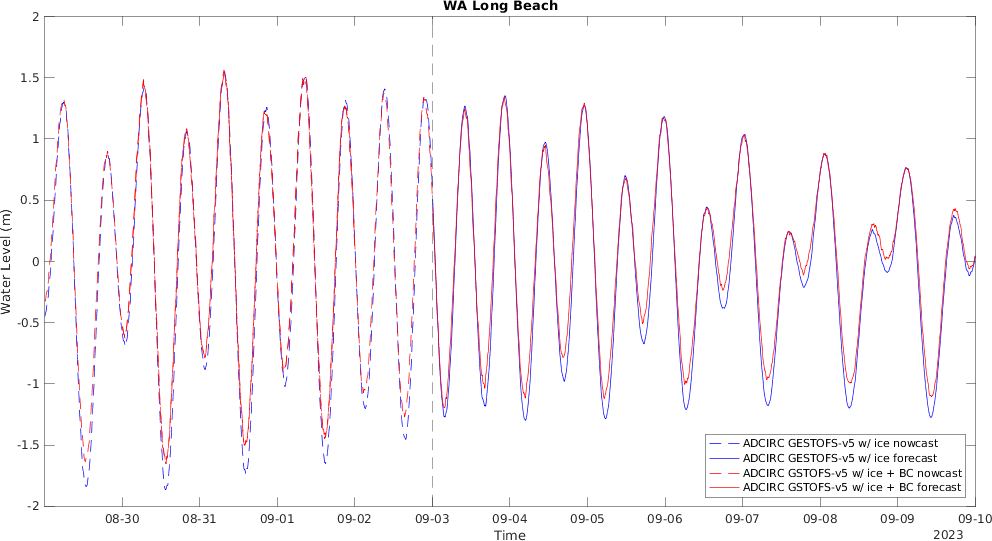 WA Long Beach
2
1.5
1
0.5
0
-0.5
-1
-1.5
-2
Water Level (m)
08-30 08-31 09-01 09-02 09-03 09-04 09-05 09-06 09-07 09-08 09-09 09-10
Time
2023
ADCIRC GESTOFS-v5 w/ ice nowcast
ADCIRC GESTOFS-v5 w/ ice forecast
ADCIRC GSTOFS-v5 w/ ice + BC nowcast
ADCIRC GSTOFS-v5 w/ ice + BC forecast